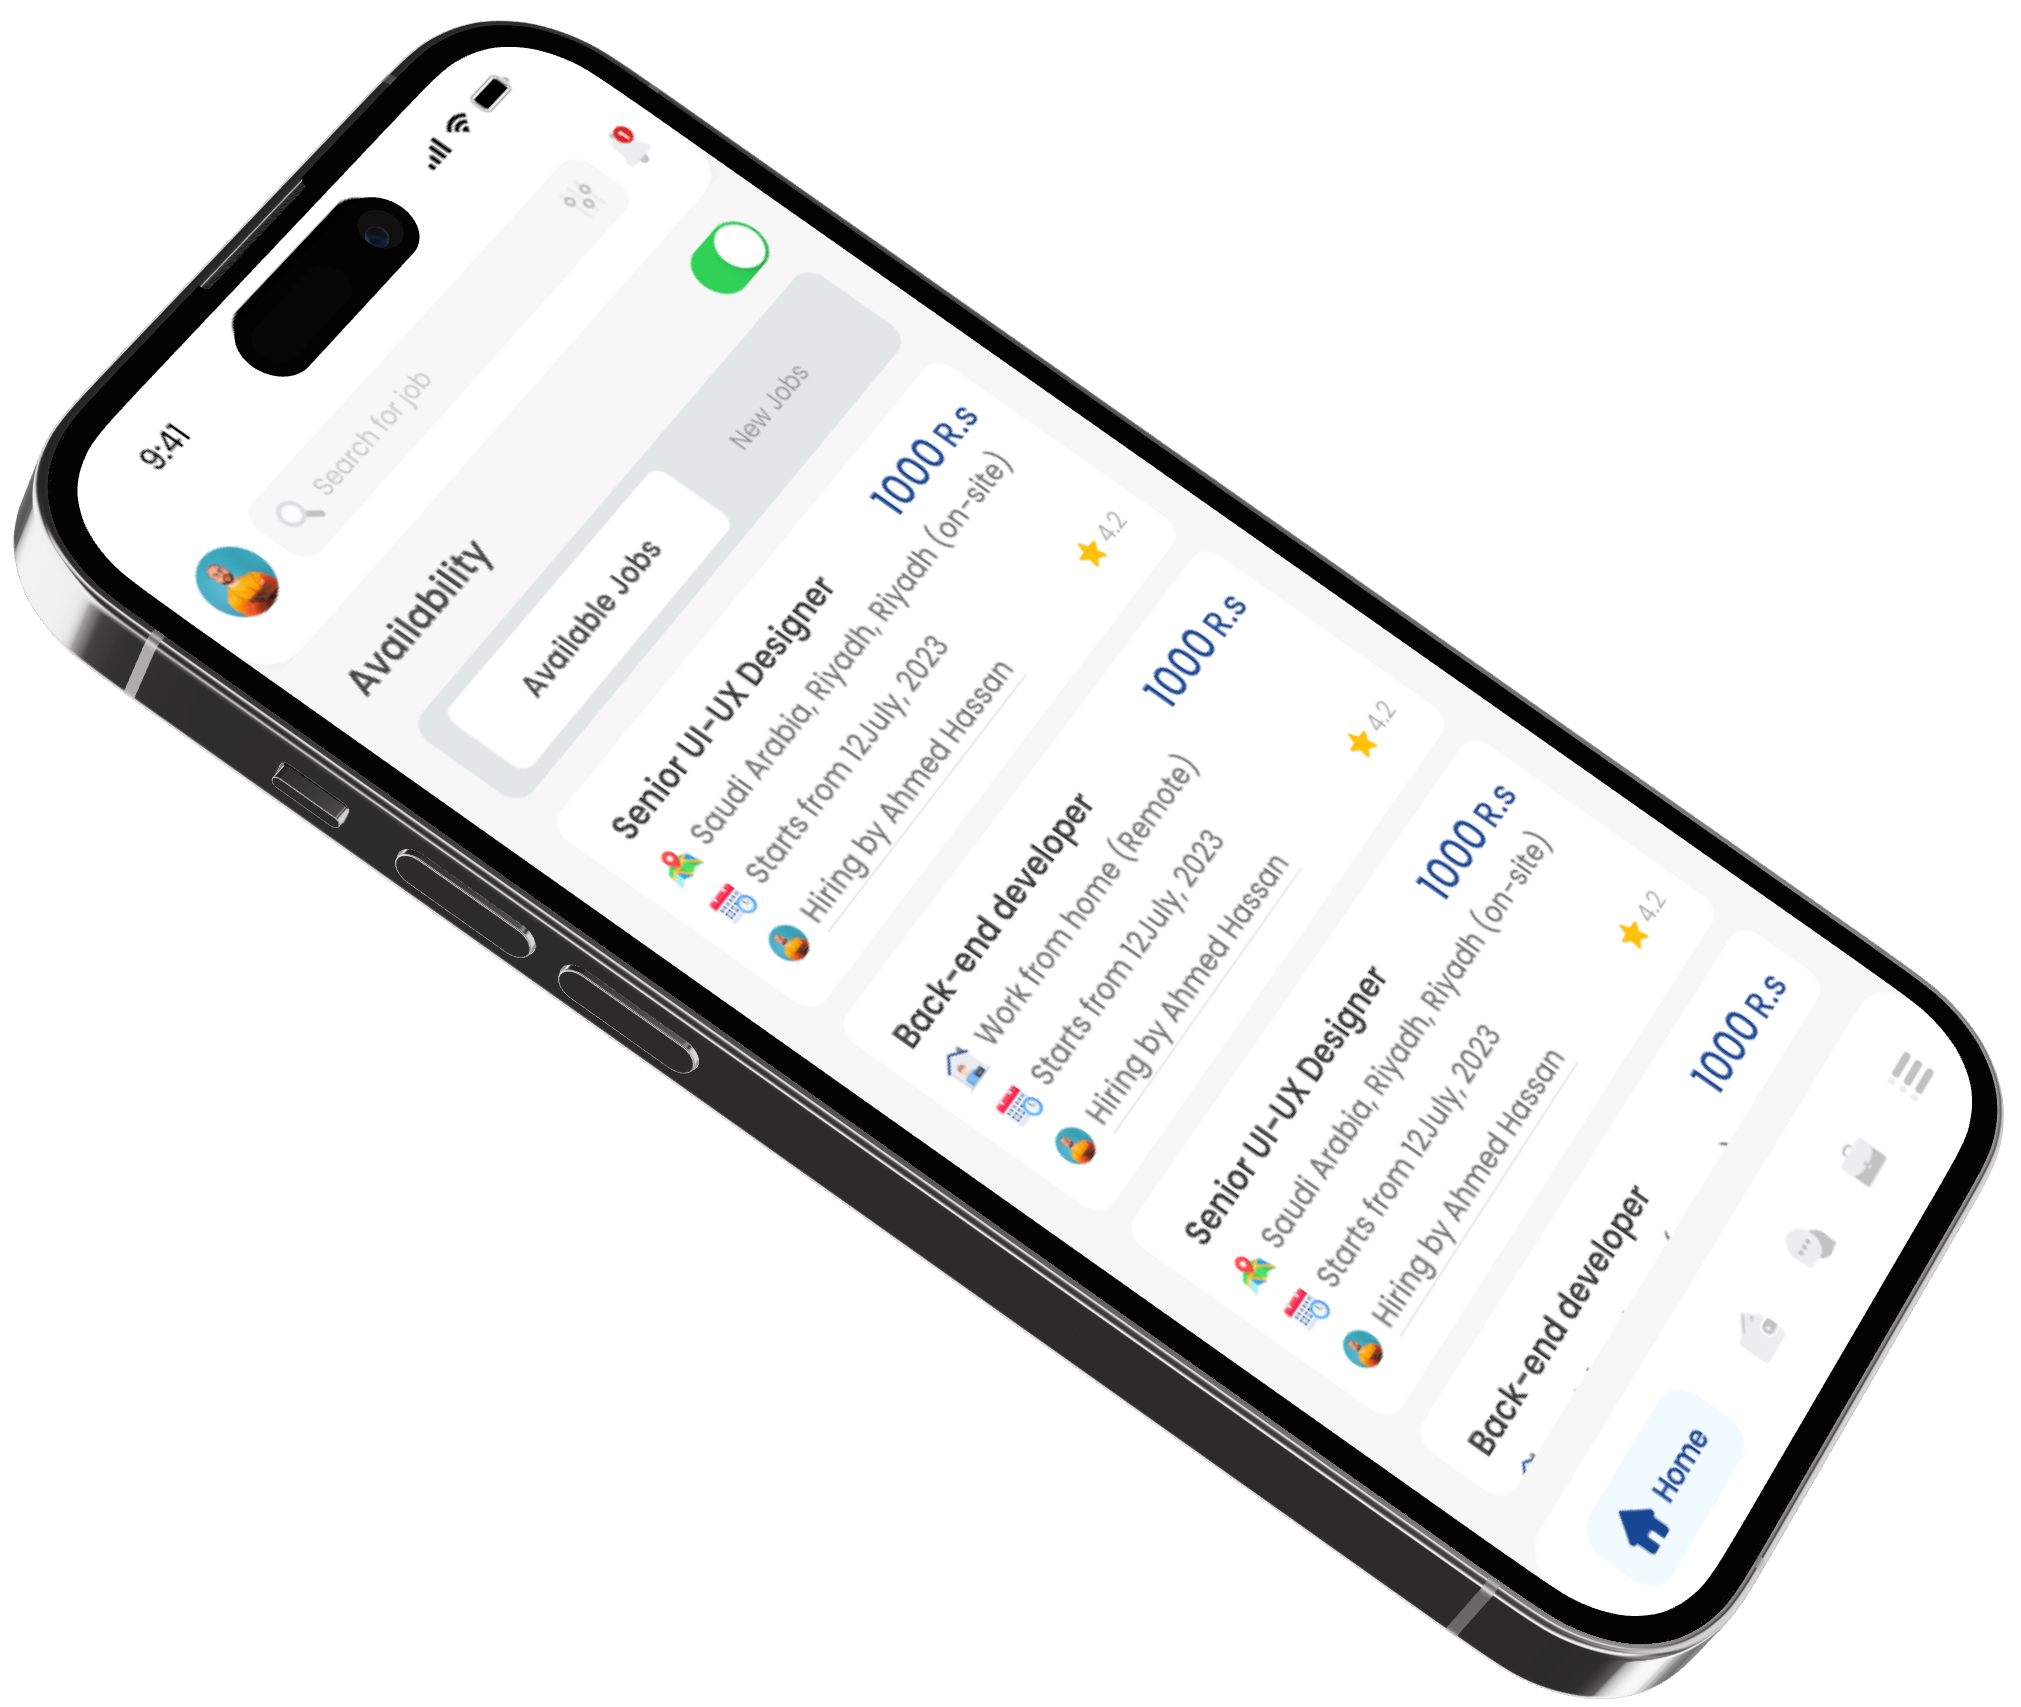 9:41
Search for job
Availability
Available Jobs
New Jobs
Senior UI-UX Designer
1000 R.s
Saudi Arabia, Riyadh, Riyadh (on-site)
Starts from 12July, 2023
Hiring by Ahmed Hassan
4.2
Back-end developer
1000 R.s
Work from home (Remote)
Starts from 12July, 2023
Hiring by Ahmed Hassan
4.2
Senior UI-UX Designer
1000 R.s
Saudi Arabia, Riyadh, Riyadh (on-site)
Starts from 12July, 2023
Hiring by Ahmed Hassan
4.2
Back-end developer
1000 R.s
Home